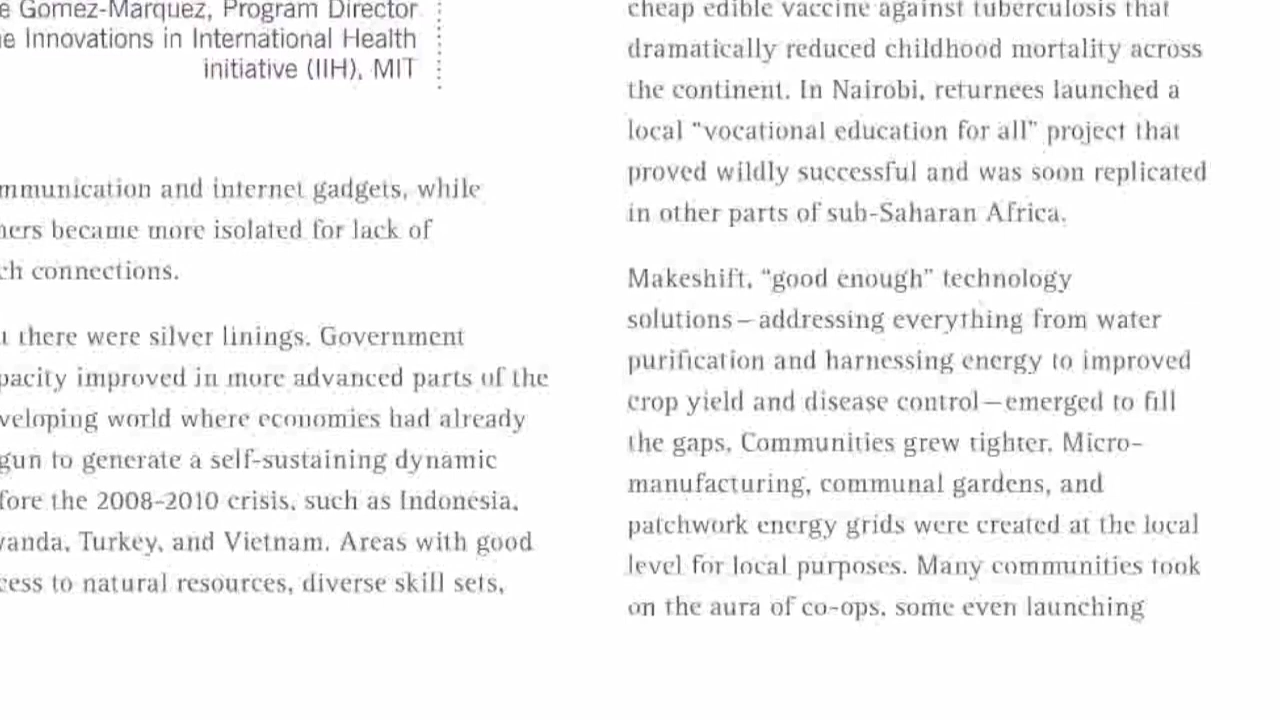 Gomez-Marquez, Program Director
Innovations in International Health
initiative (IIH), MIT
and internet gadgets, while
became more isolated for lack of
connections.
there were silver linings. Government
improved in more advanced parts of the
world where economies had already
to generate a self-sustaining dynamic
the 2008-2010 crisis, such as Indonesia,
Turkey, and Vietnam. Areas with good
to natural resources, diverse skill sets,
cheap edible vaccine against tuberculosis that
dramatically reduced childhood mortality across
the continent. In Nairobi, returnees launched a
local "vocational education for all" project that
proved wildly successful and was soon replicated
in other parts of sub-Saharan Africa.
Makeshift, "good enough" technology
solutions—addressing everything from water
purification and harnessing energy to improved
crop yield and disease control—emerged to fill
the gaps. Communities grew tighter. Micro-
manufacturing, communal gardens, and
patchwork energy grids were created at the local
level for local purposes. Many communities took
on the aura of co-ops, some even launching